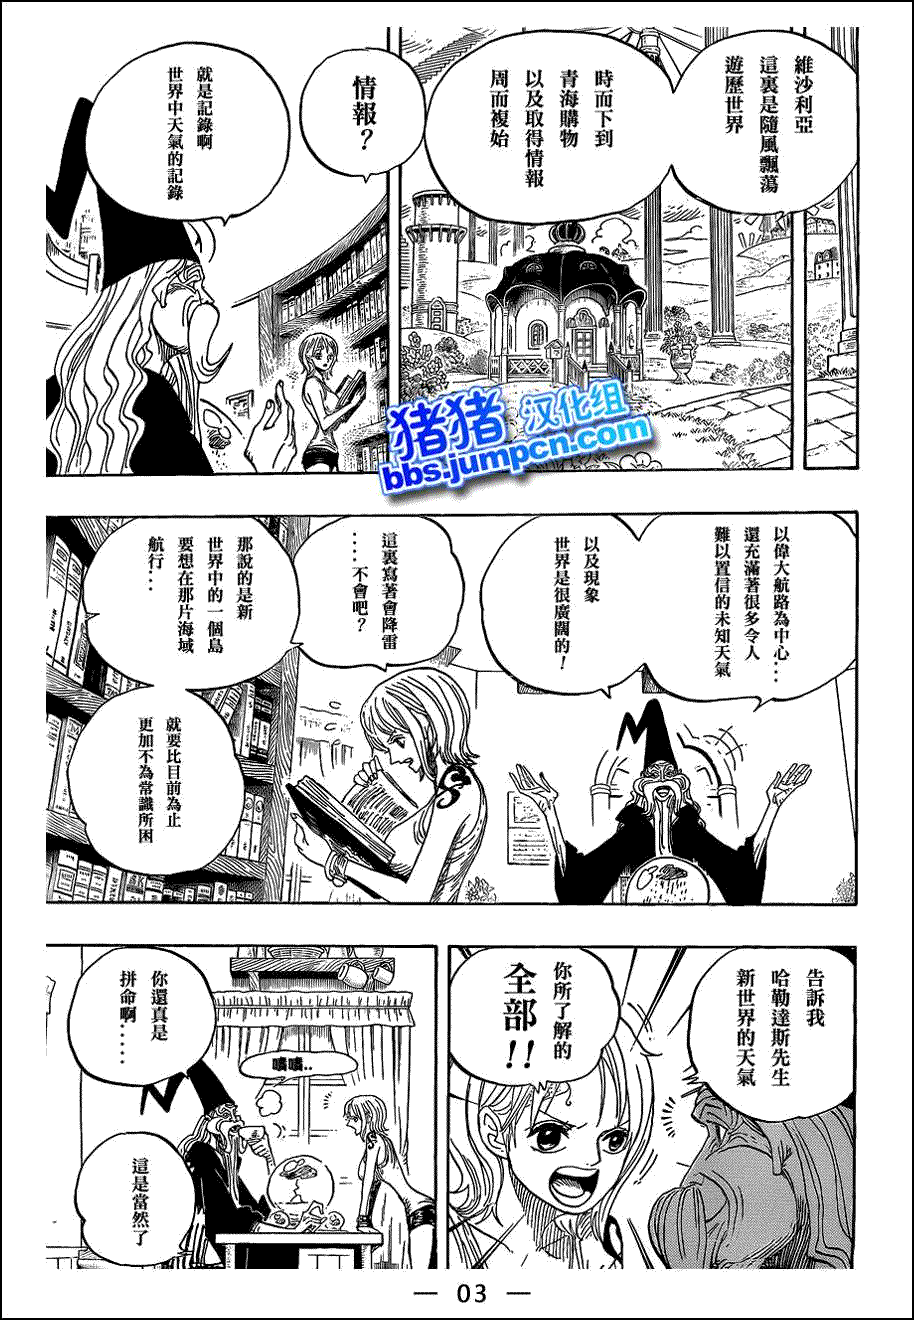 維沙利亞
這裏是隨風飄蕩
遊歷世界
時而下到
青海購物
以及取得情報
周而複始
情報？
就是記錄啊
世界中天氣的記錄
猪猪汉化组
bbs.jumpcn.com
以偉大航路為中心...
還充滿著很多令人
難以置信的未知天氣
以及現象
世界是很廣闊的！
這裏寫著會降雷
....不會吧？
那說的是新
世界中的一個島
要想在那片海域
航行...
就要比目前為止
更加不為常識所困
告訴我
哈勒達斯先生
新世界的天氣
你所了解的
全部！！
你還真是
拼命啊......
嘖嘖..
這是當然了
— 03 —